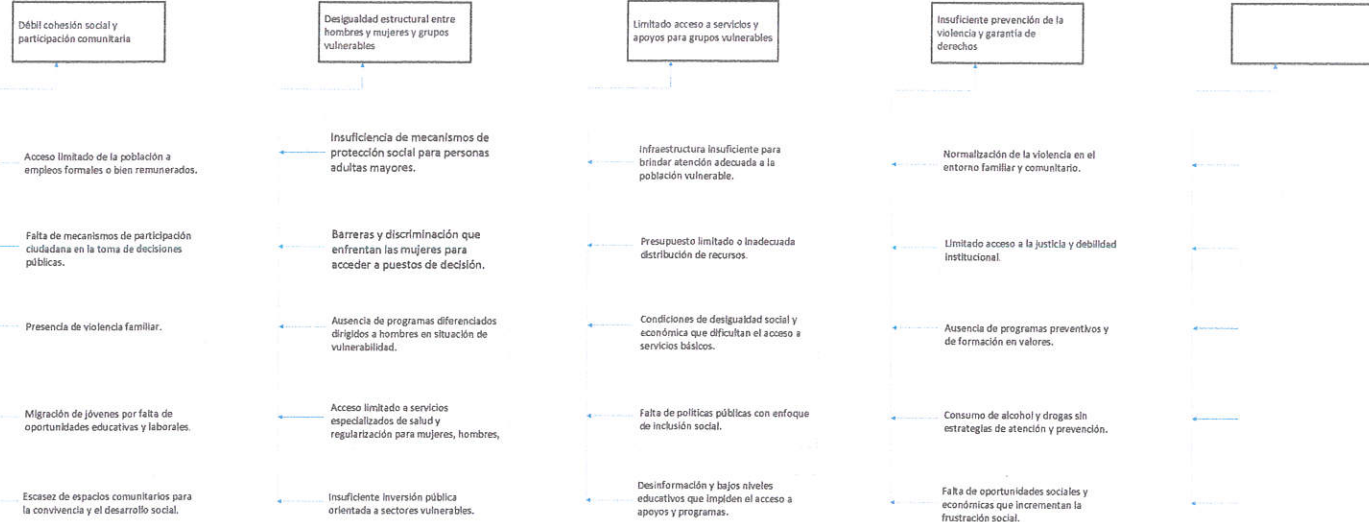 Débil cohesión social y
participación comunitaria
Acceso limitado de la población a
empleos formales o bien remunerados.
Falta de mecanismos de participación
ciudadana en la toma de decisiones
públicas.
Presencia de violencia familiar.
Migración de jóvenes por falta de
oportunidades educativas y laborales.
Escasez de espacios comunitarios para
la convivencia y el desarrollo social.
Desigualdad estructural entre
hombres y mujeres y grupos
vulnerables
Insuficiencia de mecanismos de
protección social para personas
adultas mayores.
Barreras y discriminación que
enfrentan las mujeres para
acceder a puestos de decisión.
Ausencia de programas diferenciados
dirigidos a hombres en situación de
vulnerabilidad.
Acceso limitado a servicios
especializados de salud y
regularización para mujeres, hombres,
Insuficiente inversión pública
orientada a sectores vulnerables.
Limitado acceso a servicios y
apoyos para grupos vulnerables
Infraestructura insuficiente para
brindar atención adecuada a la
población vulnerable.
Presupuesto limitado o inadecuada
distribución de recursos.
Condiciones de desigualdad social y
económica que dificultan el acceso a
servicios básicos.
Falta de políticas públicas con enfoque
de inclusión social.
Desinformación y bajos niveles
educativos que impiden el acceso a
apoyos y programas.
Insuficiente prevención de la
violencia y garantía de
derechos
Normalización de la violencia en el
entorno familiar y comunitario.
Limitado acceso a la justicia y debilidad
institucional.
Ausencia de programas preventivos y
de formación en valores.
Consumo de alcohol y drogas sin
estrategias de atención y prevención.
Falta de oportunidades sociales y
económicas que incrementan la
frustración social.